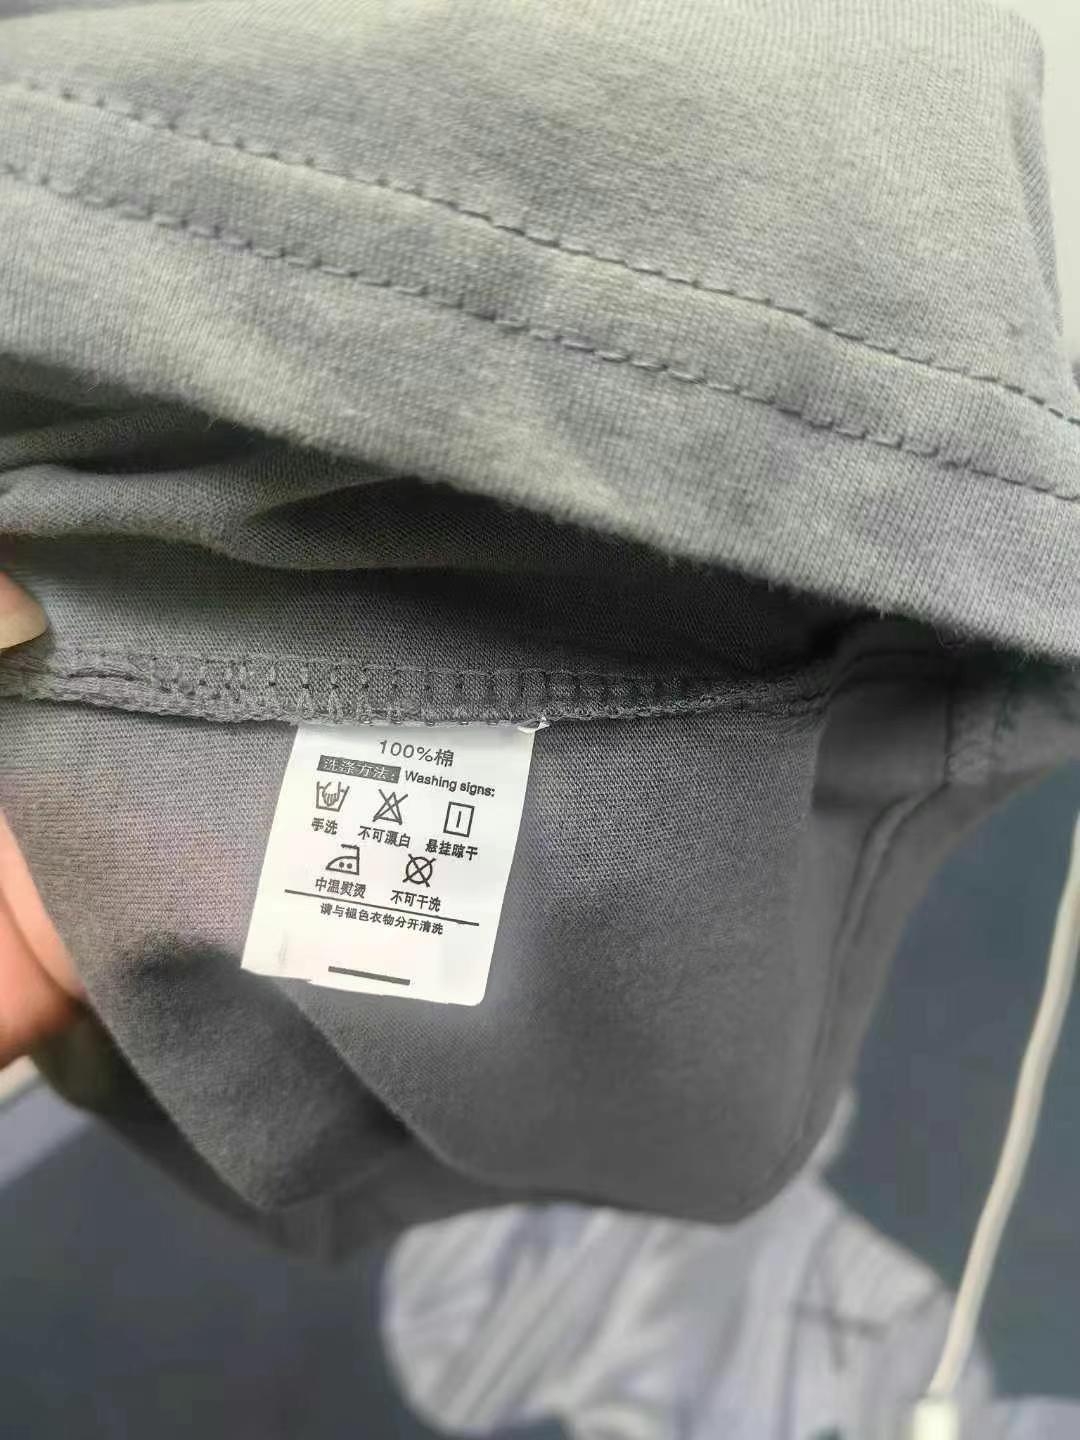 100%棉
洗涤方法: Washing signs:
手洗 不可漂白 悬挂晾干
中温熨烫 不可干洗
请与褪色衣物分开清洗